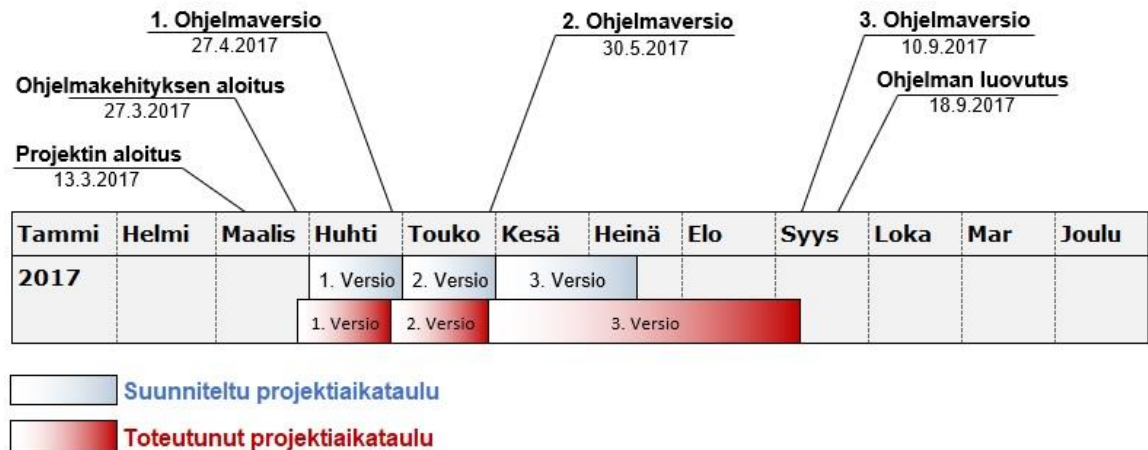 1. Ohjelmaversio
27.4.2017
2. Ohjelmaversio
30.5.2017
3. Ohjelmaversio
10.9.2017
Ohjelmakehityksen aloitus
27.3.2017
Ohjelman luovutus
18.9.2017
Projektin aloitus
13.3.2017
Tammi Helmi Maalis Huhti Touko Kesä Heinä Elo Syys Loka Mar Joulu
2017
1. Versio 2. Versio 3. Versio
1. Versio 2. Versio 3. Versio
Suunniteltu projektiaikataulu
Toteutunut projektiaikataulu